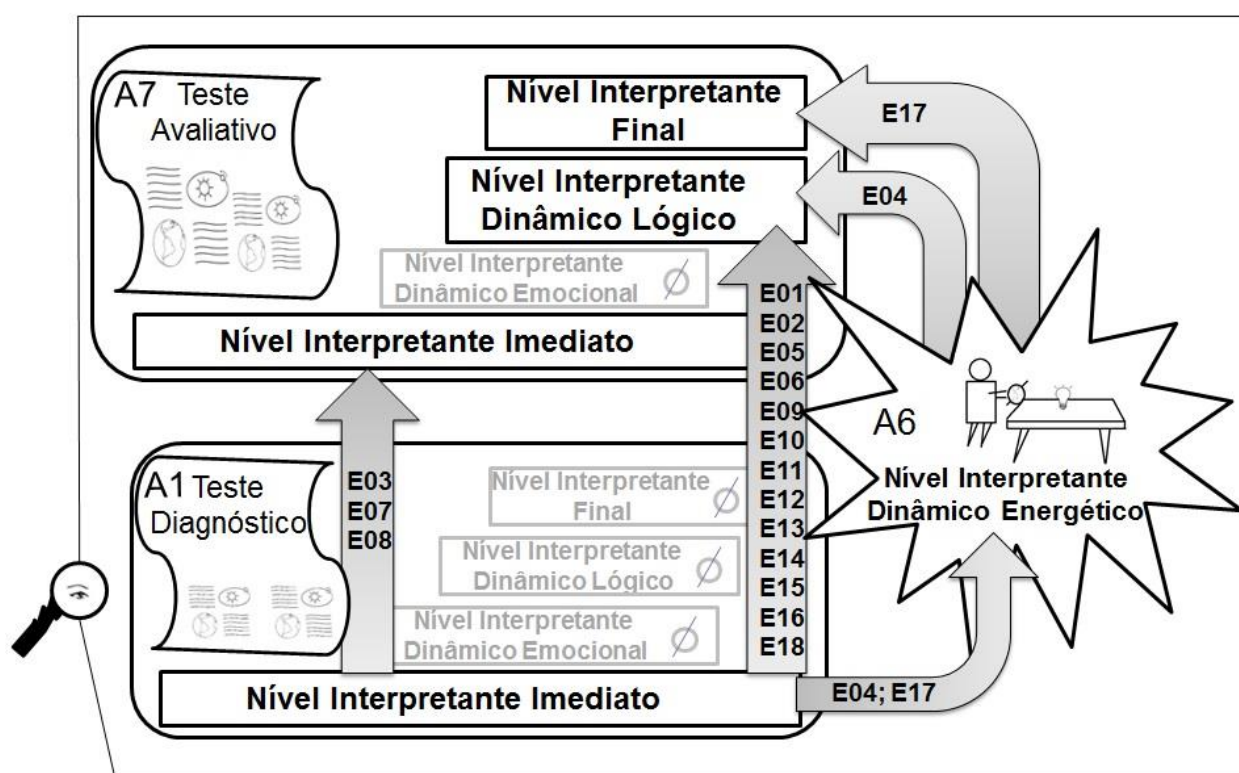 A7 Teste
Avaliativo
Nível Interpretante
Final
Nível Interpretante
Dinâmico Lógico
Nível Interpretante
Dinâmico Emocional
Nível Interpretante Imediato
E17
E04
E01
E02
E05
E06
E09
E10
E11
E12
E13
E14
E15
E16
E18
A6
Nível Interpretante
Dinâmico Energético
A1 Teste
Diagnóstico
E03
E07
E08
Nível Interpretante
Final
Nível Interpretante
Dinâmico Lógico
Nível Interpretante
Dinâmico Emocional
Nível Interpretante Imediato
E04; E17